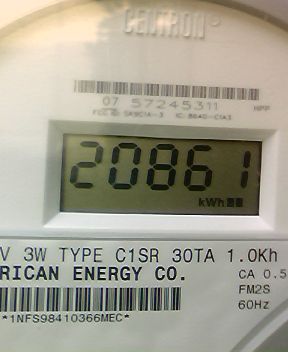 CENTRON®
07 57245311
20861
kWh
V 3W TYPE C1SR 30TA 1.0Kh
RICAN ENERGY CO.
CA 0.5
FM2S
60Hz
*1NFS98410366MEC*